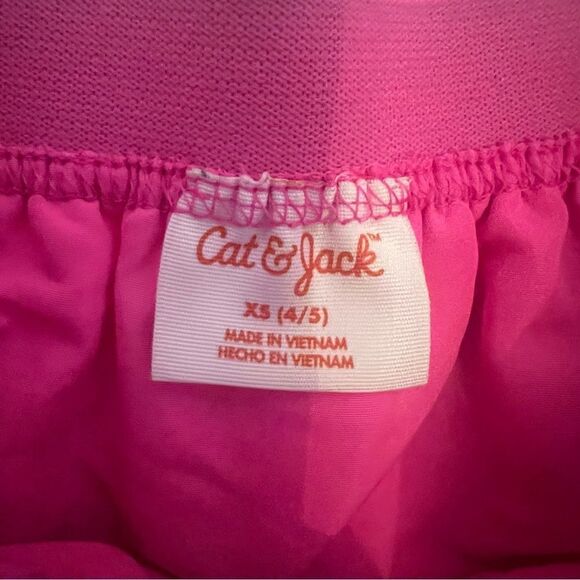 Cat & Jack™
XS (4/5)
MADE IN VIETNAM
HECHO EN VIETNAM